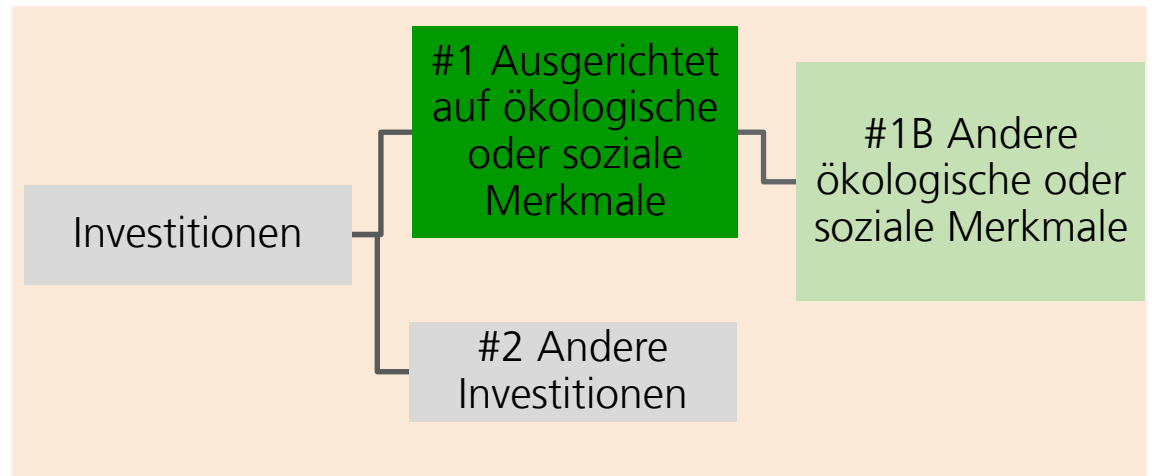 Investitionen
#1 Ausgerichtet
auf ökologische
oder soziale
Merkmale
#1B Andere
ökologische oder
soziale Merkmale
#2 Andere
Investitionen